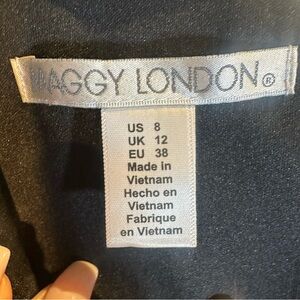 MAGGY LONDON®
US 8
UK 12
EU 38
Made in
Vietnam
Hecho en
Vietnam
Fabrique
en Vietnam